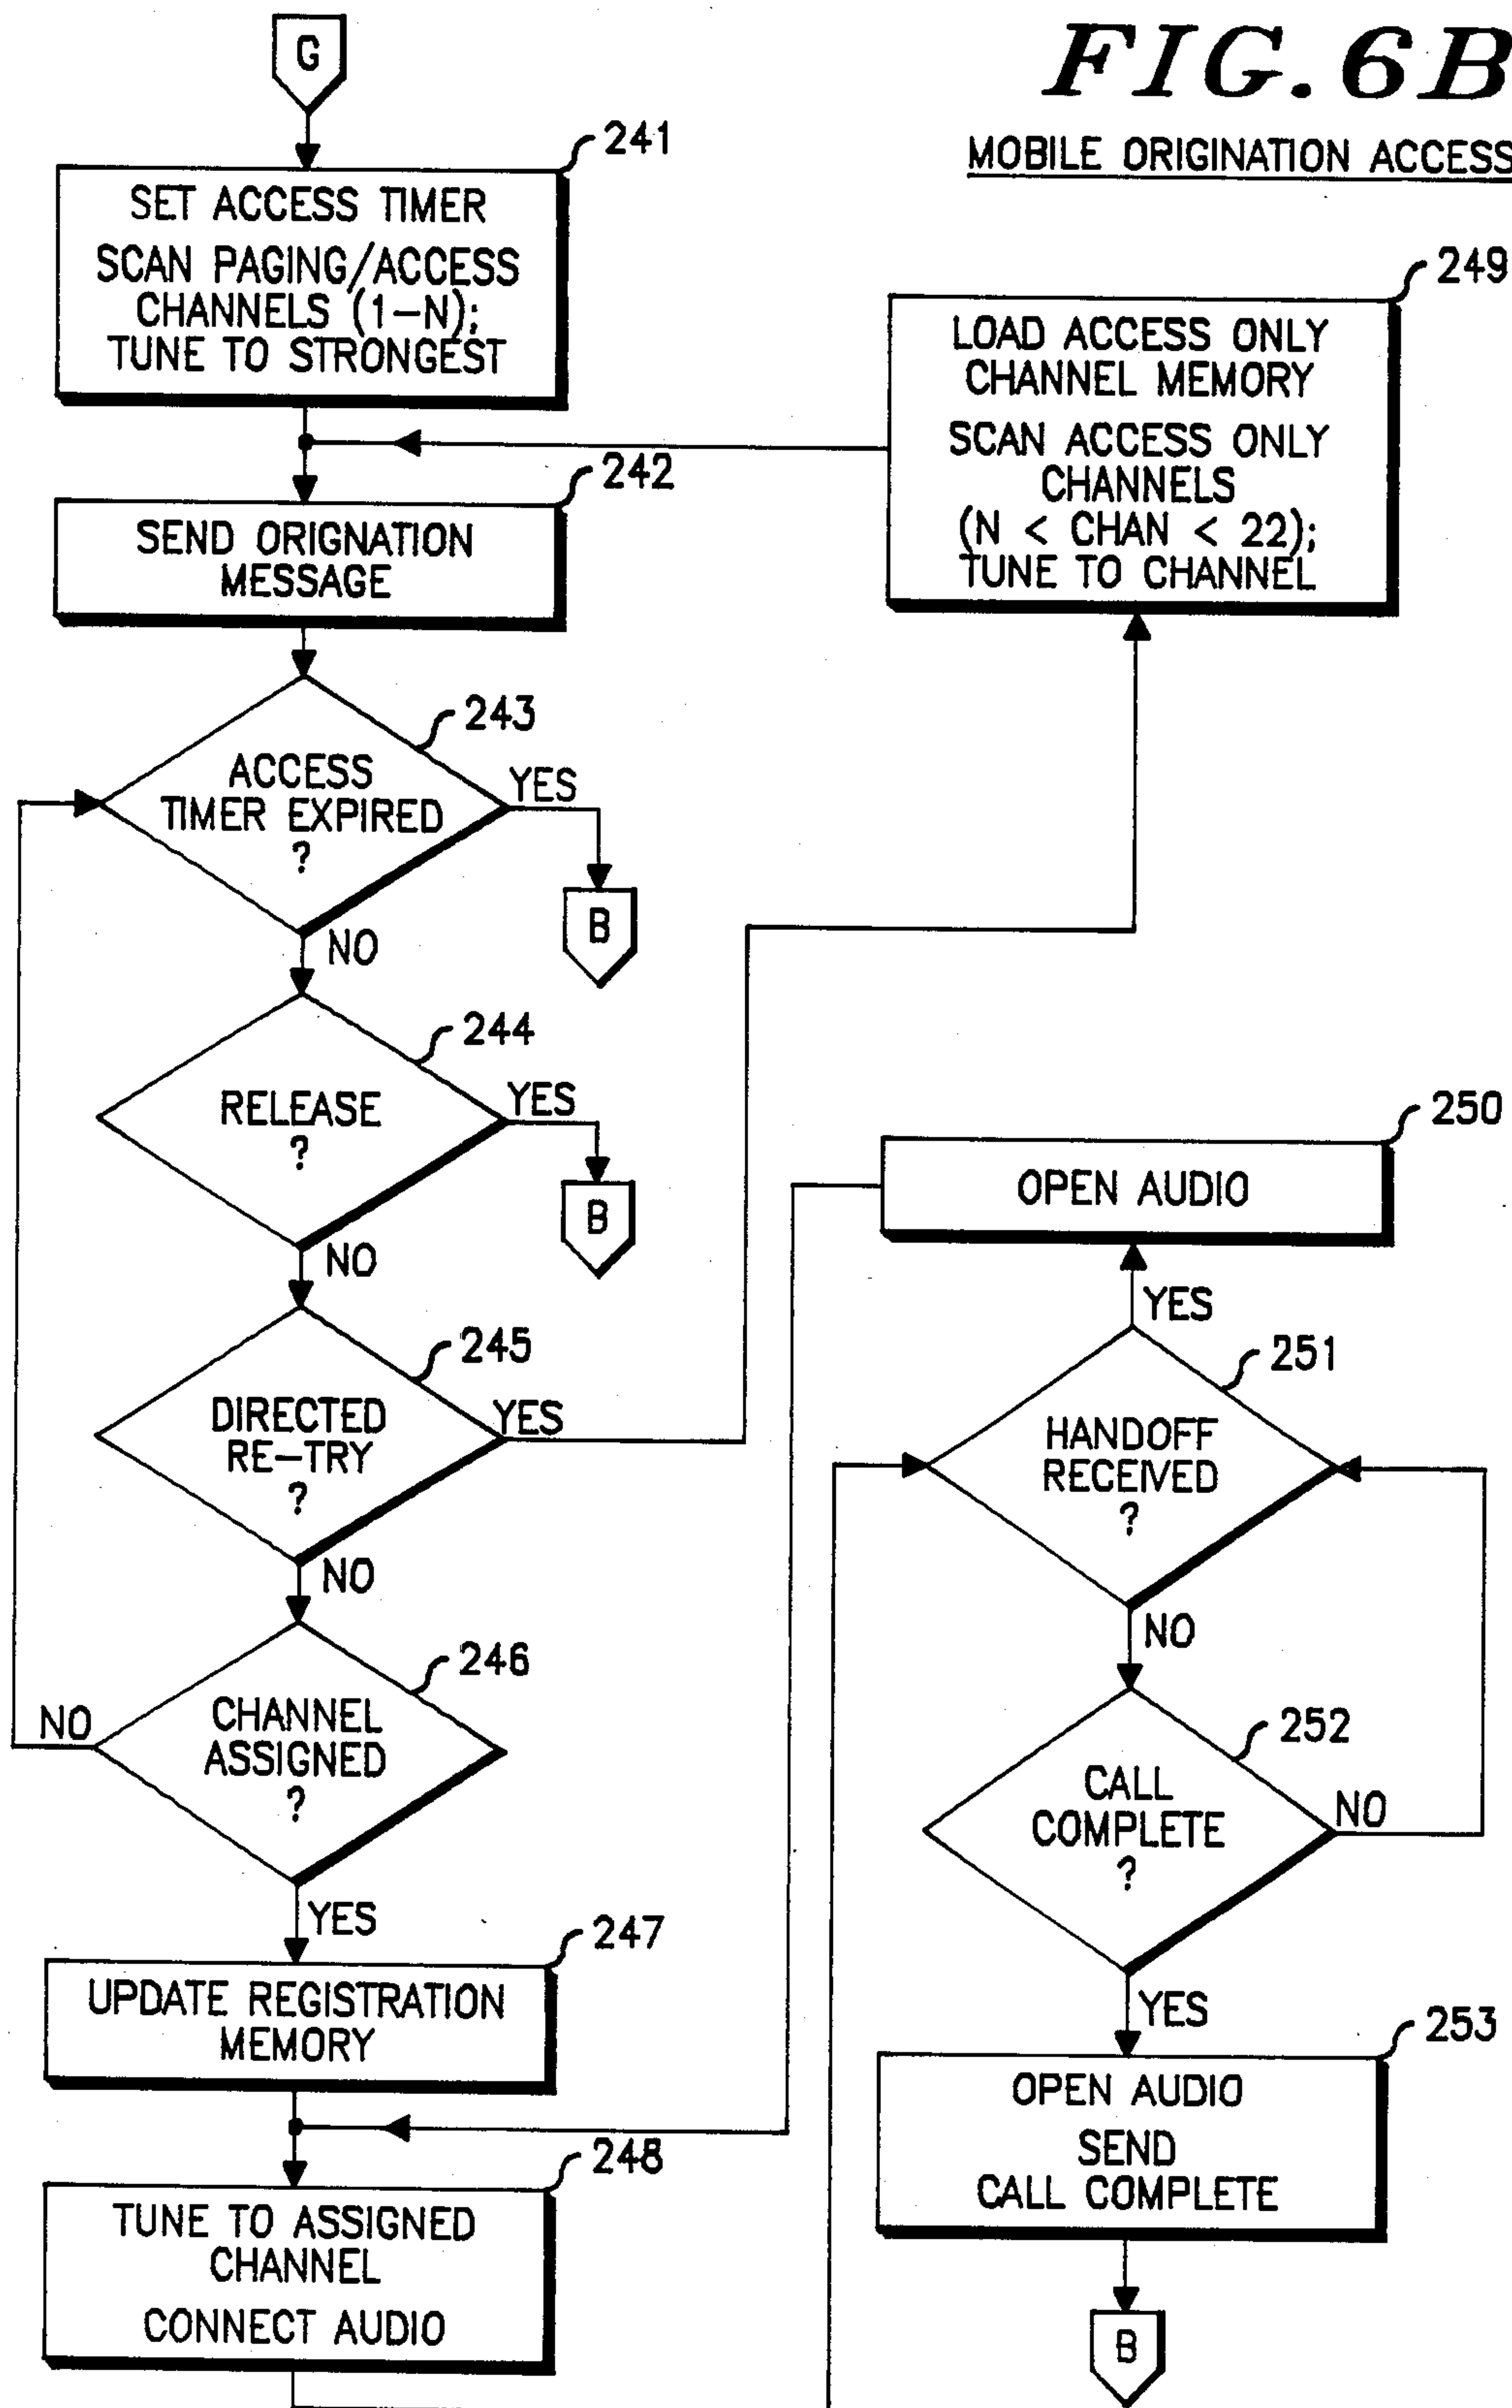 G
FIG. 6B
MOBILE ORIGINATION ACCESS
241
SET ACCESS TIMER
SCAN PAGING/ACCESS
CHANNELS (1-N);
TUNE TO STRONGEST
242
SEND ORIGNATION
MESSAGE
243
ACCESS
TIMER EXPIRED
?
YES
B
NO
244
RELEASE
?
YES
B
NO
245
DIRECTED
RE-TRY
?
YES
NO
246
CHANNEL
ASSIGNED
?
NO
YES
247
UPDATE REGISTRATION
MEMORY
248
TUNE TO ASSIGNED
CHANNEL
CONNECT AUDIO
249
LOAD ACCESS ONLY
CHANNEL MEMORY
SCAN ACCESS ONLY
CHANNELS
(N < CHAN < 22);
TUNE TO CHANNEL
250
OPEN AUDIO
YES
251
HANDOFF
RECEIVED
?
NO
252
CALL
COMPLETE
?
NO
YES
253
OPEN AUDIO
SEND
CALL COMPLETE
B